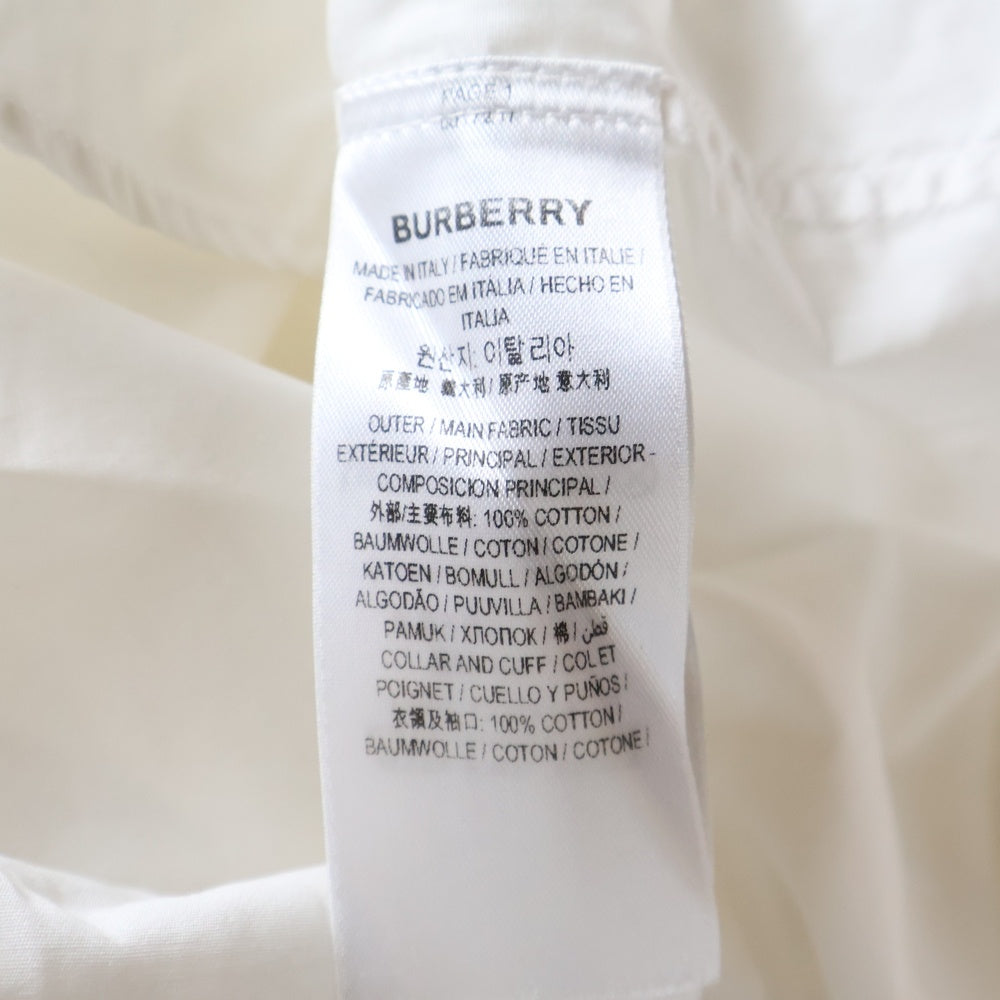 PAGE 1
BURBERRY
MADE IN ITALY / FABRIQUE EN ITALIE /
FABRICADO EM ITÁLIA / HECHO EN
ITALIA
원산지: 이탈리아
原產地 義大利/ 原产地 意大利
OUTER / MAIN FABRIC / TISSU
EXTÉRIEUR / PRINCIPAL / EXTERIOR -
COMPOSICION PRINCIPAL /
外部/主要布料: 100% COTTON /
BAUMWOLLE / COTON / COTONE /
KATOEN / BOMULL / ALGODÓN /
ALGODÃO / PUUVILLA / BAMBAKI /
PAMUK / ХЛОПОК / 棉 / قطن
COLLAR AND CUFF / COL ET
POIGNET / CUELLO Y PUÑOS /
衣領及袖口: 100% COTTON /
BAUMWOLLE / COTON / COTONE /